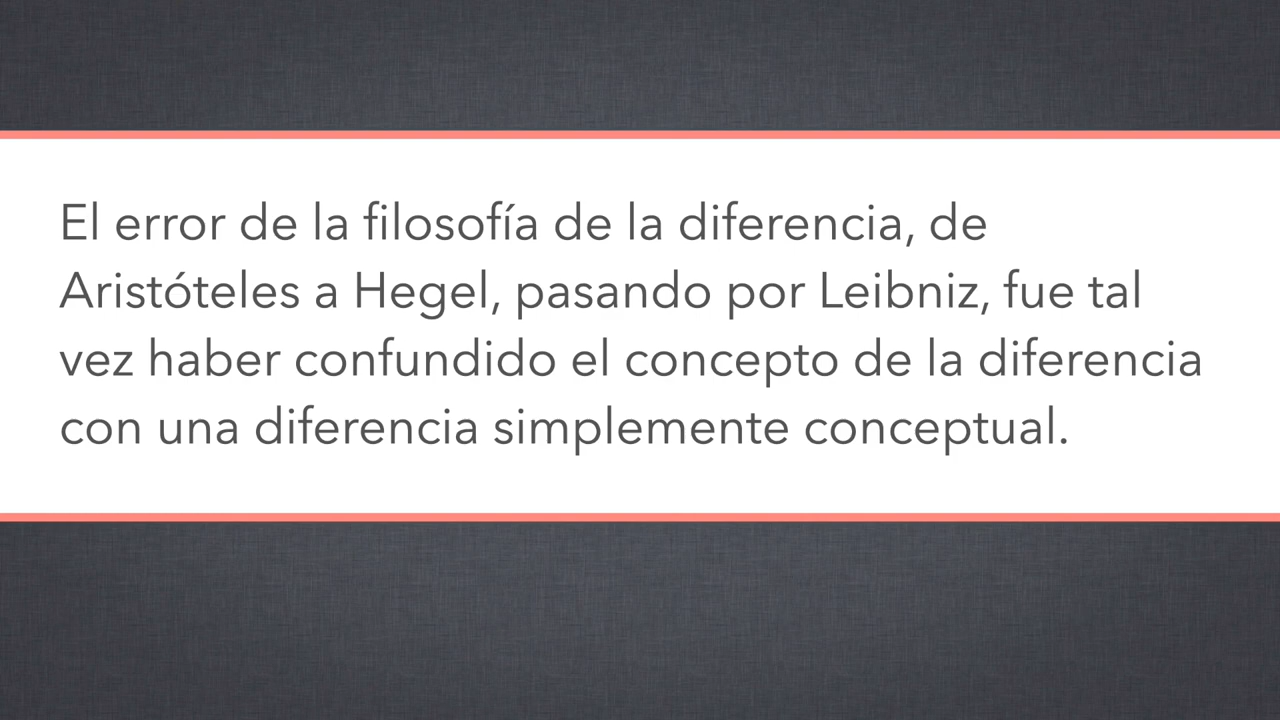 El error de la filosofía de la diferencia, de
Aristóteles a Hegel, pasando por Leibniz, fue tal
vez haber confundido el concepto de la diferencia
con una diferencia simplemente conceptual.